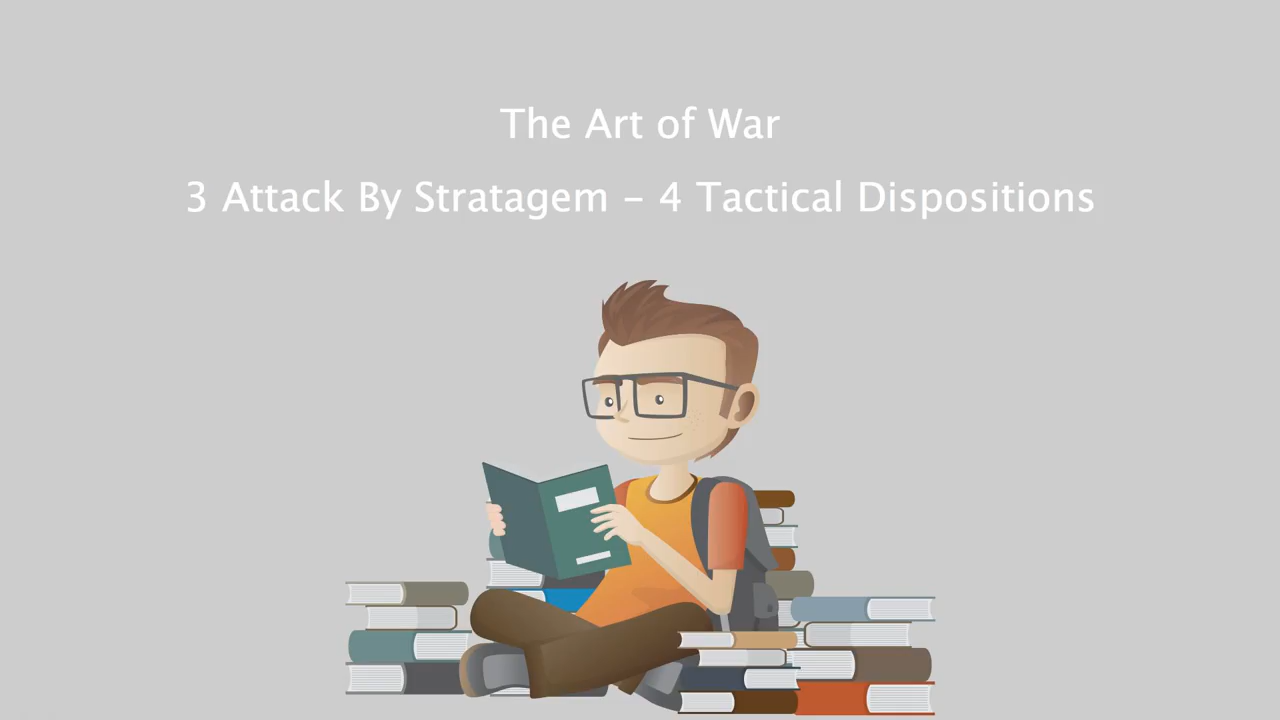 The Art of War
3 Attack By Stratagem – 4 Tactical Dispositions